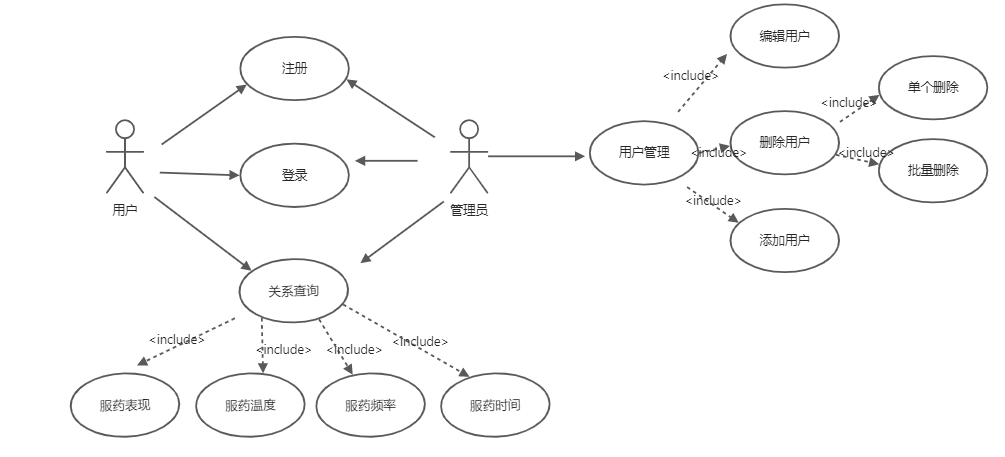 编辑用户
注册
<include>
单个删除
<include>
删除用户
用户管理
<include>
<include>
登录
批量删除
用户
管理员
<include>
添加用户
关系查询
<include>
<include>
<include>
<include>
服药表现
服药温度
服药频率
服药时间